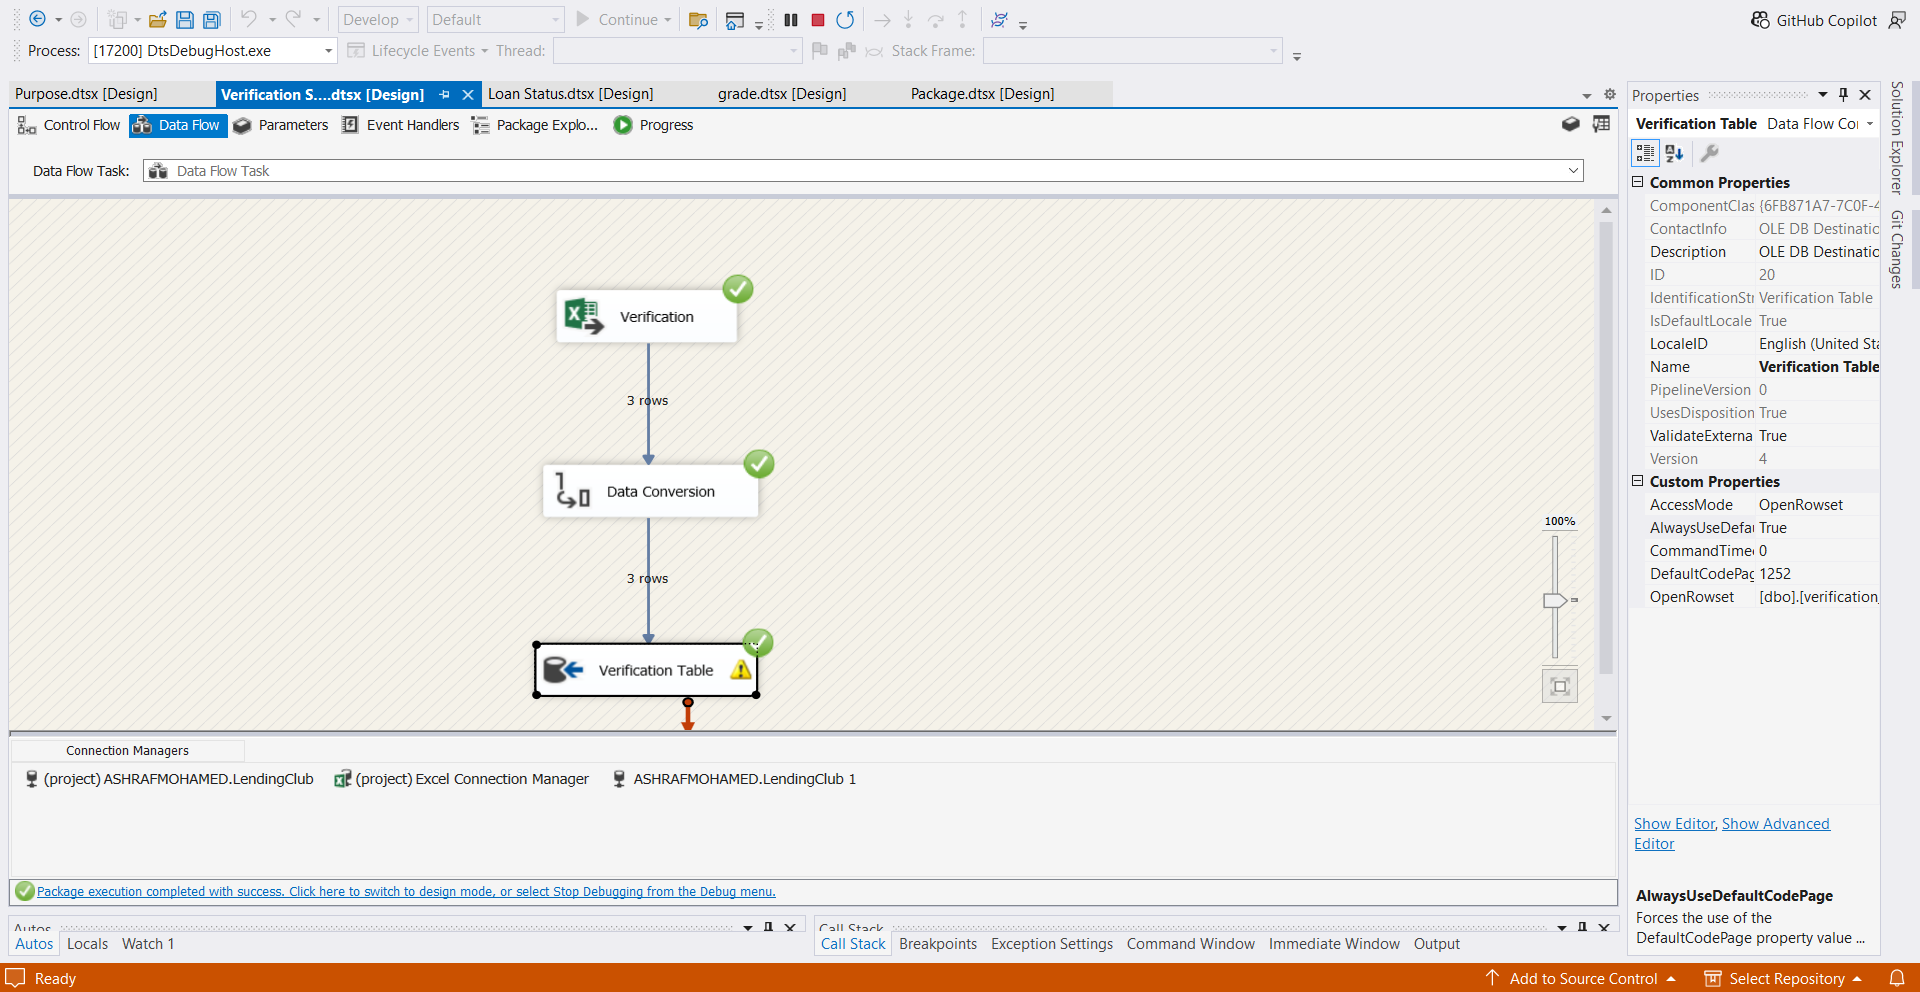 Develop Default Continue GitHub Copilot
Process: [17200] DtsDebugHost.exe Lifecycle Events Thread: Stack Frame:
Purpose.dtsx [Design] Verification S....dtsx [Design] Loan Status.dtsx [Design] grade.dtsx [Design] Package.dtsx [Design]
Control Flow Data Flow Parameters Event Handlers Package Explo... Progress
Data Flow Task: Data Flow Task
Verification
3 rows
Data Conversion
3 rows
Verification Table
100%
Connection Managers
(project) ASHRAFMOHAMED.LendingClub (project) Excel Connection Manager ASHRAFMOHAMED.LendingClub 1
Package execution completed with success. Click here to switch to design mode, or select Stop Debugging from the Debug menu.
Autos
Autos Locals Watch 1
Call Stack
Call Stack Breakpoints Exception Settings Command Window Immediate Window Output
Properties
Verification Table Data Flow Co
Common Properties
ComponentClas {6FB871A7-7C0F-4
ContactInfo OLE DB Destinatio
Description OLE DB Destinatio
ID 20
IdentificationStr Verification Table
IsDefaultLocale True
LocaleID English (United Sta
Name Verification Table
PipelineVersion 0
UsesDisposition True
ValidateExterna True
Version 4
Custom Properties
AccessMode OpenRowset
AlwaysUseDefau True
CommandTimeo 0
DefaultCodePag 1252
OpenRowset [dbo].[verification_
Show Editor, Show Advanced
Editor
AlwaysUseDefaultCodePage
Forces the use of the
DefaultCodePage property value ...
Solution Explorer
Git Changes
Ready Add to Source Control Select Repository